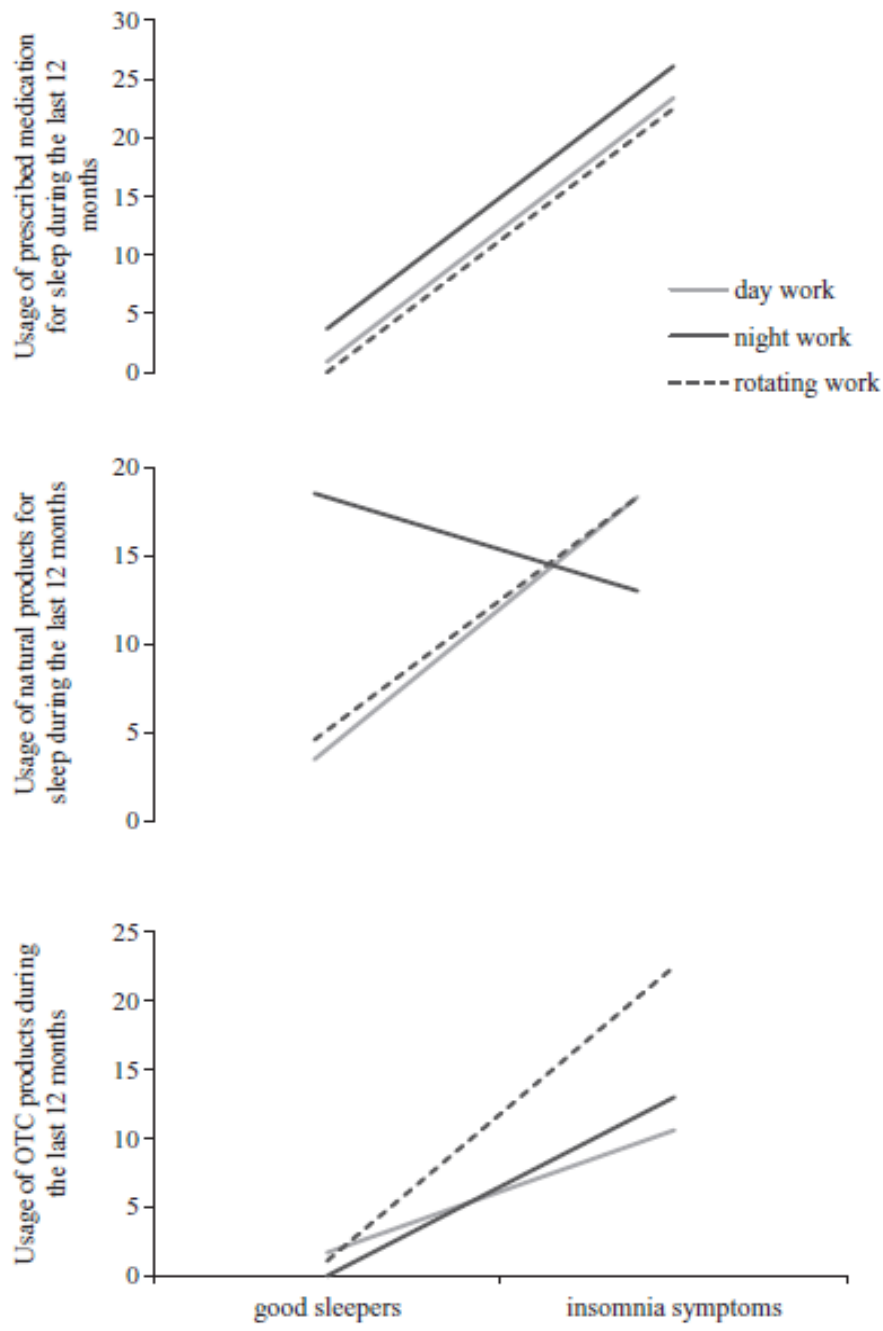 Usage of prescribed medication
for sleep during the last 12
months
30
25
20
15
10
5
0
day work
night work
rotating work
Usage of natural products for
sleep during the last 12 months
20
15
10
5
0
Usage of OTC products during
the last 12 months
25
20
15
10
5
0
good sleepers
insomnia symptoms